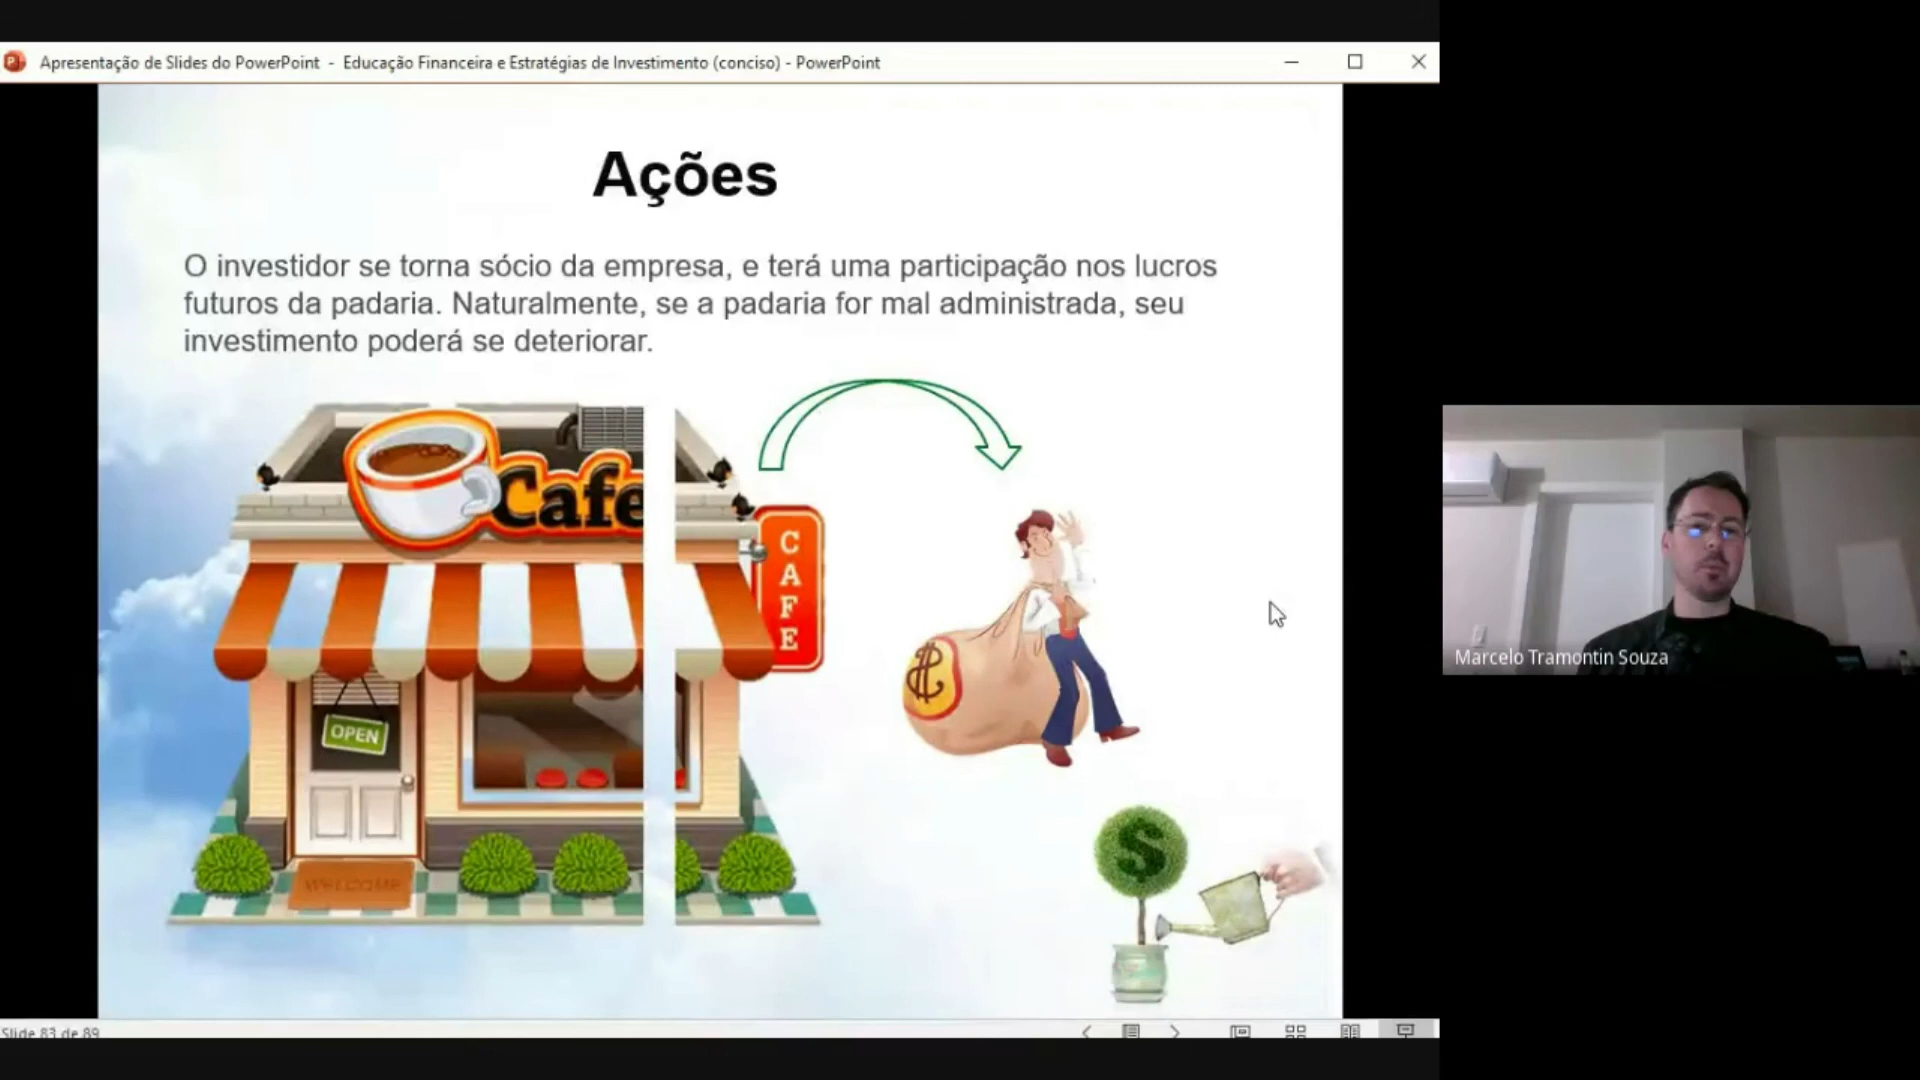 Apresentação de Slides do PowerPoint - Educação Financeira e Estratégias de Investimento (conciso) - PowerPoint
Ações
O investidor se torna sócio da empresa, e terá uma participação nos lucros
futuros da padaria. Naturalmente, se a padaria for mal administrada, seu
investimento poderá se deteriorar.
Cafe
CAFE
$
OPEN
Marcelo Tramontin Souza
$
WELCOME
Slide 83 de 89